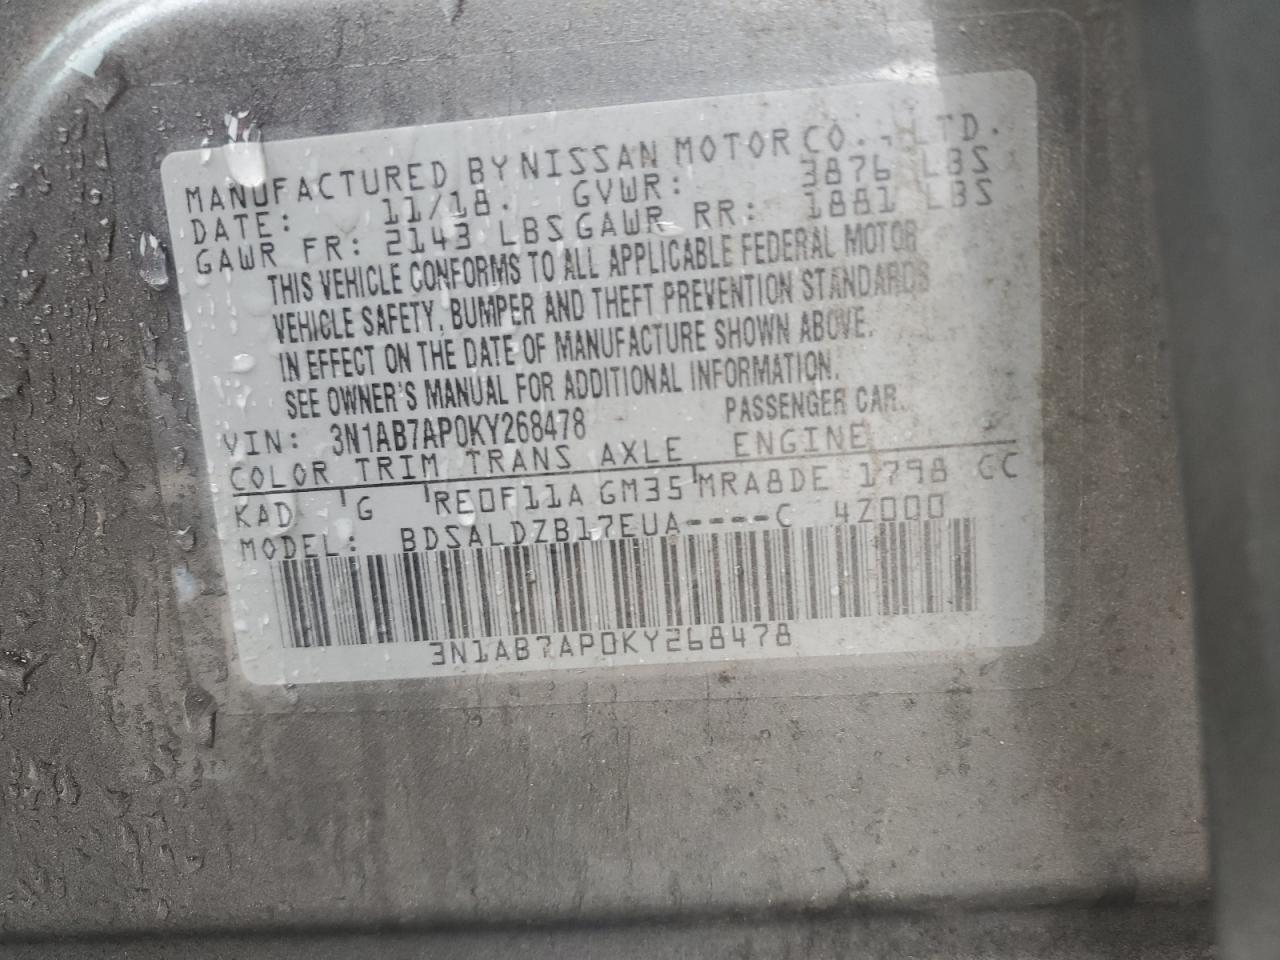 MANUFACTURED BY NISSAN MOTOR CO., LTD.
DATE: 11/18. GVWR: 3876 LBS
GAWR FR: 2143 LBS GAWR RR: 1881 LBS
THIS VEHICLE CONFORMS TO ALL APPLICABLE FEDERAL MOTOR
VEHICLE SAFETY, BUMPER AND THEFT PREVENTION STANDARDS
IN EFFECT ON THE DATE OF MANUFACTURE SHOWN ABOVE.
SEE OWNER'S MANUAL FOR ADDITIONAL INFORMATION.
VIN: 3N1AB7AP0KY268478 PASSENGER CAR.
COLOR TRIM TRANS AXLE ENGINE
KAD G RE0F11A GM35 MRA8DE 1798 CC
MODEL: BDSALDZB17EUA----C 4Z000
3N1AB7AP0KY268478